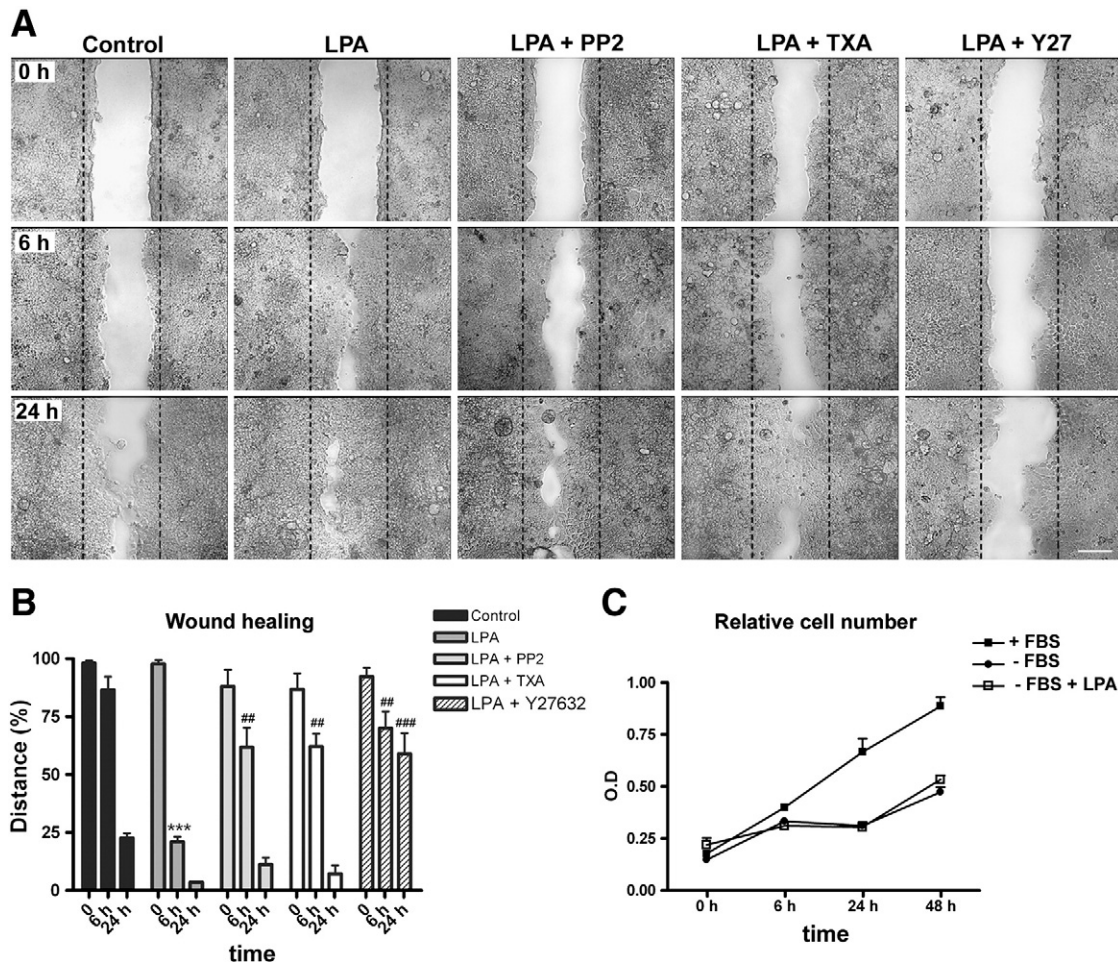 A
Control LPA LPA + PP2 LPA + TXA LPA + Y27
0 h
6 h
24 h
B
Wound healing
Control
LPA
LPA + PP2
LPA + TXA
LPA + Y27632
Distance (%)
100
75
50
25
0
***
##
##
##
###
0 6 h 24 h 0 6 h 24 h 0 6 h 24 h 0 6 h 24 h 0 6 h 24 h
time
C
Relative cell number
+ FBS
- FBS
- FBS + LPA
O.D
1.00
0.75
0.50
0.25
0.00
0 h 6 h 24 h 48 h
time